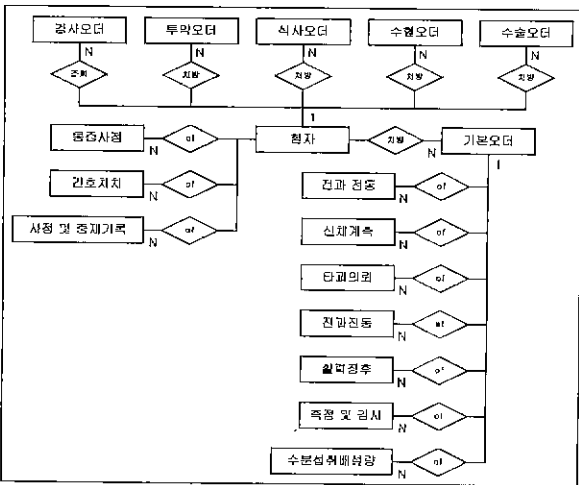 검사오더 투약오더 식사오더 수혈오더 수술오더
N N N N N
조회 처방 처방 처방 처방
1
통증사정 of N 환자 처방 N 기본오더
1
간호처치 of N
사정 및 중재기록 of N
전과 전동 of N
신체계측 of N
타과의뢰 of N
전과전동 of N
활력징후 of N
측정 및 검사 of N
수분섭취배설량 of N